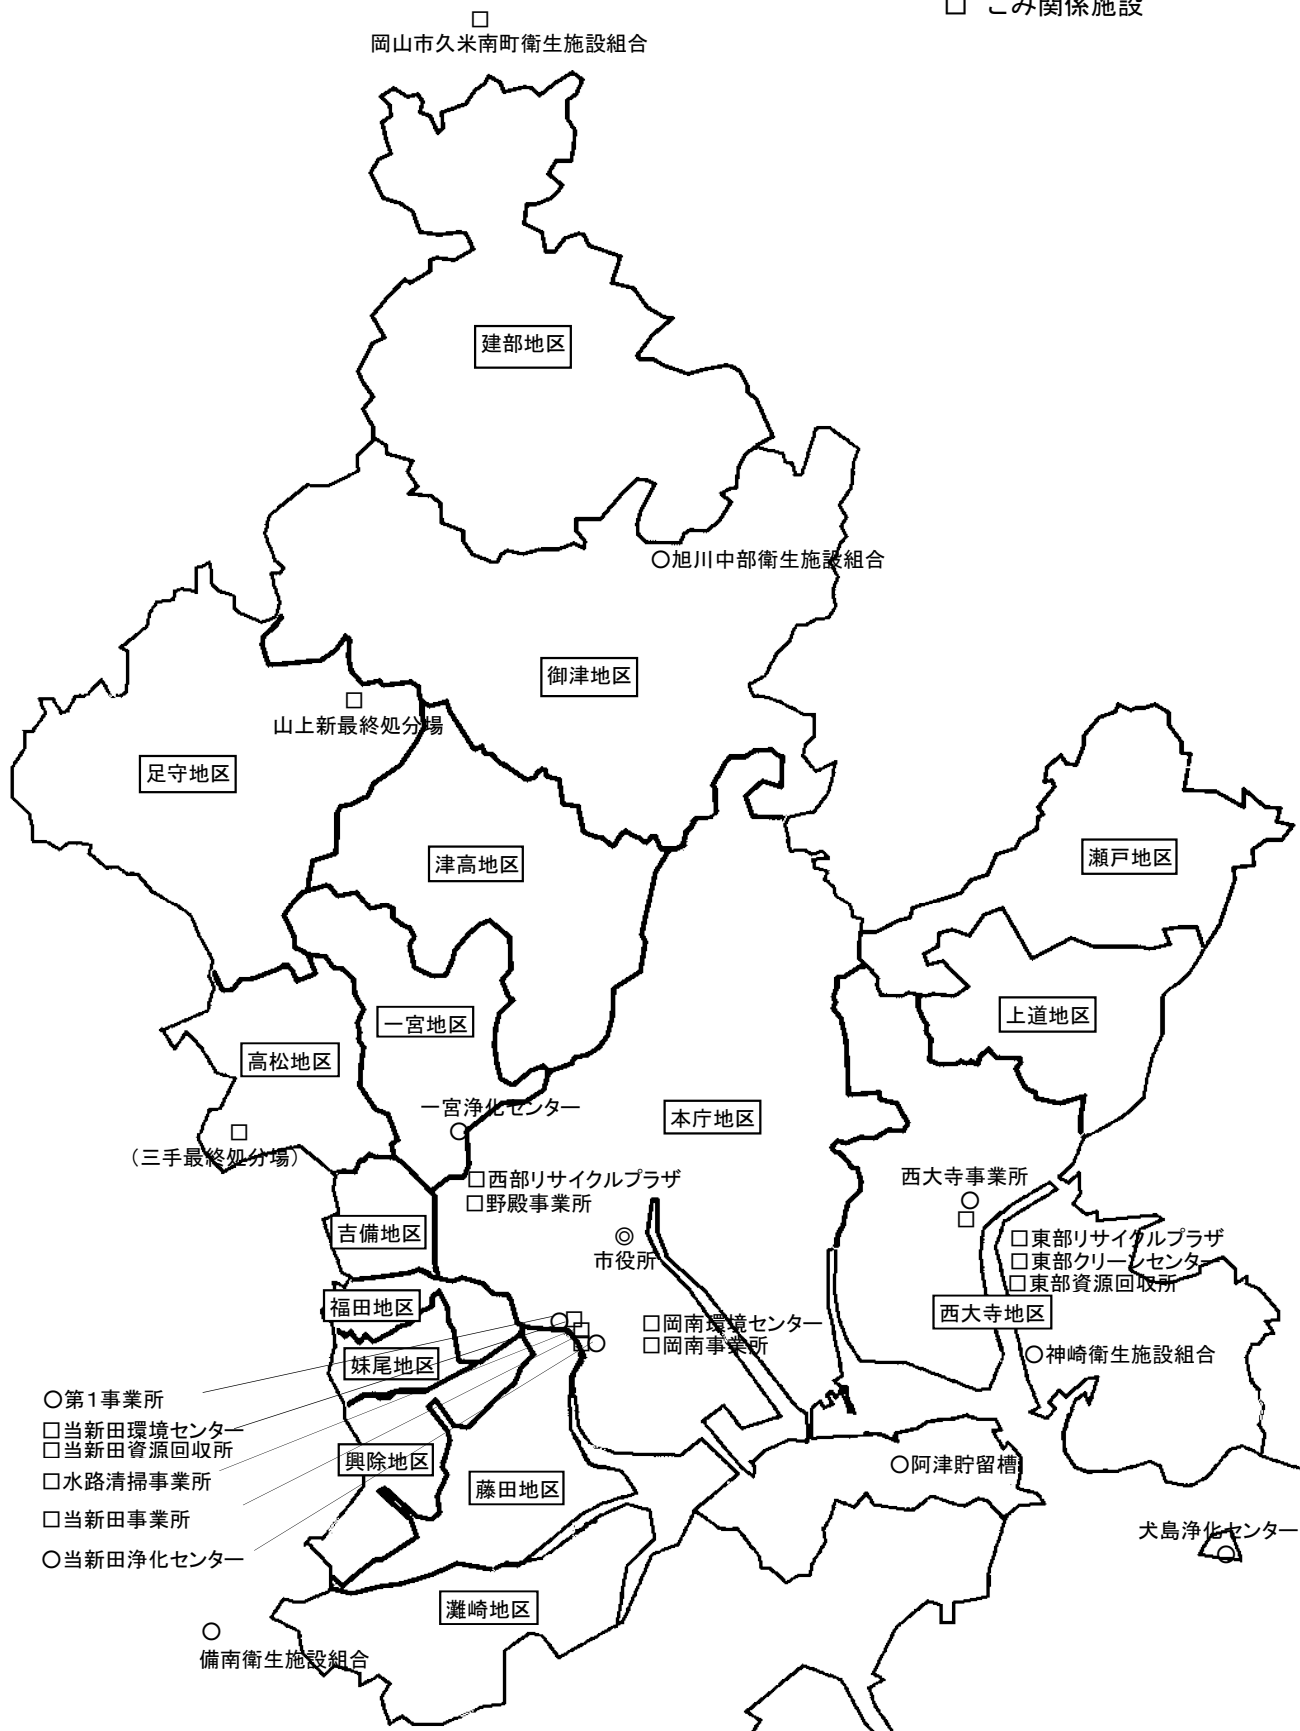 □ ごみ関係施設
□
岡山市久米南町衛生施設組合
建部地区
○旭川中部衛生施設組合
御津地区
□
山上新最終処分場
足守地区
津高地区
瀬戸地区
一宮地区
上道地区
高松地区
一宮浄化センター
○
本庁地区
□
(三手最終処分場)
□西部リサイクルプラザ
□野殿事業所
西大寺事業所
○
□
吉備地区
◎
市役所
□東部リサイクルプラザ
□東部クリーンセンター
□東部資源回収所
福田地区
西大寺地区
□岡南環境センター
□岡南事業所
妹尾地区
○神崎衛生施設組合
○第1事業所
□当新田環境センター
□当新田資源回収所
興除地区
○阿津貯留槽
□水路清掃事業所
藤田地区
□当新田事業所
犬島浄化センター
○
○当新田浄化センター
灘崎地区
○
備南衛生施設組合